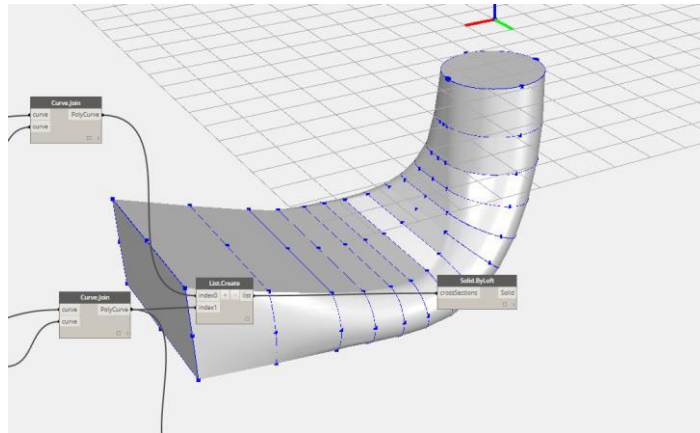 Curve.Join
curve PolyCurve
curve
List.Create
index0 + - list
index1
Solid.ByLoft
crossSections Solid
Curve.Join
curve PolyCurve
curve